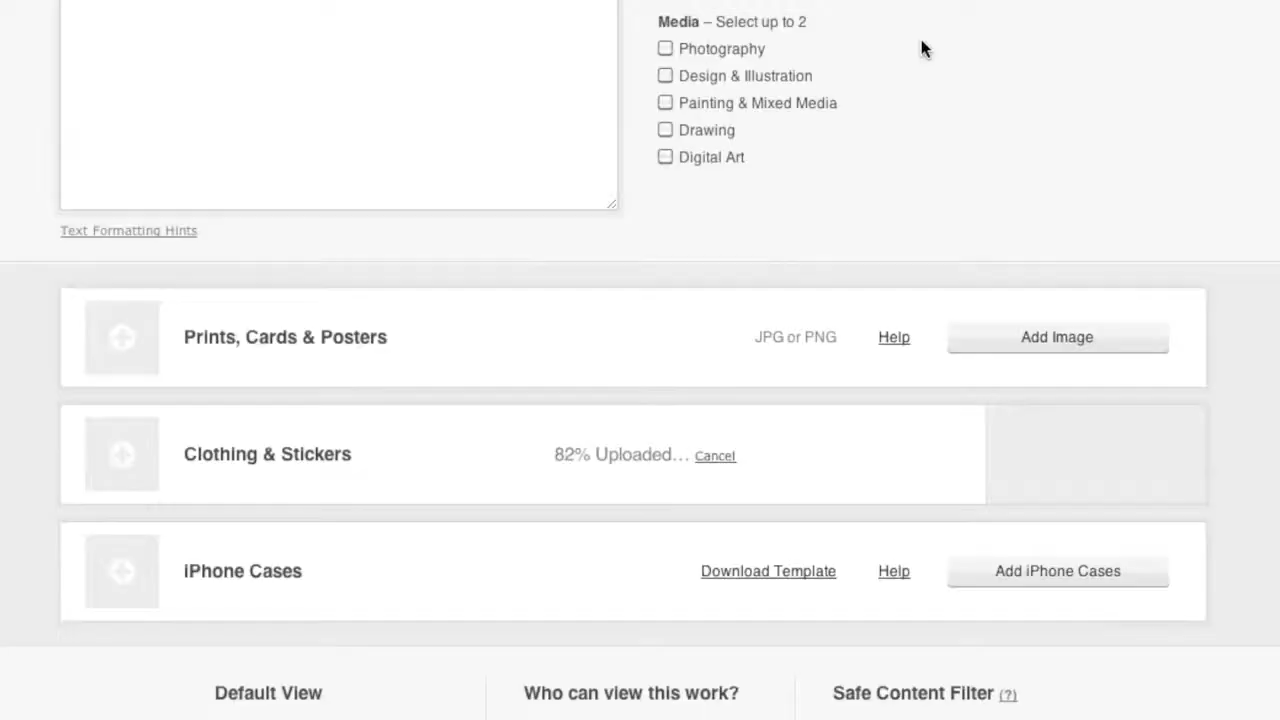 Media – Select up to 2
Photography
Design & Illustration
Painting & Mixed Media
Drawing
Digital Art
Text Formatting Hints
Prints, Cards & Posters JPG or PNG Help Add Image
Clothing & Stickers 82% Uploaded... Cancel
iPhone Cases Download Template Help Add iPhone Cases
Default View Who can view this work? Safe Content Filter (?)